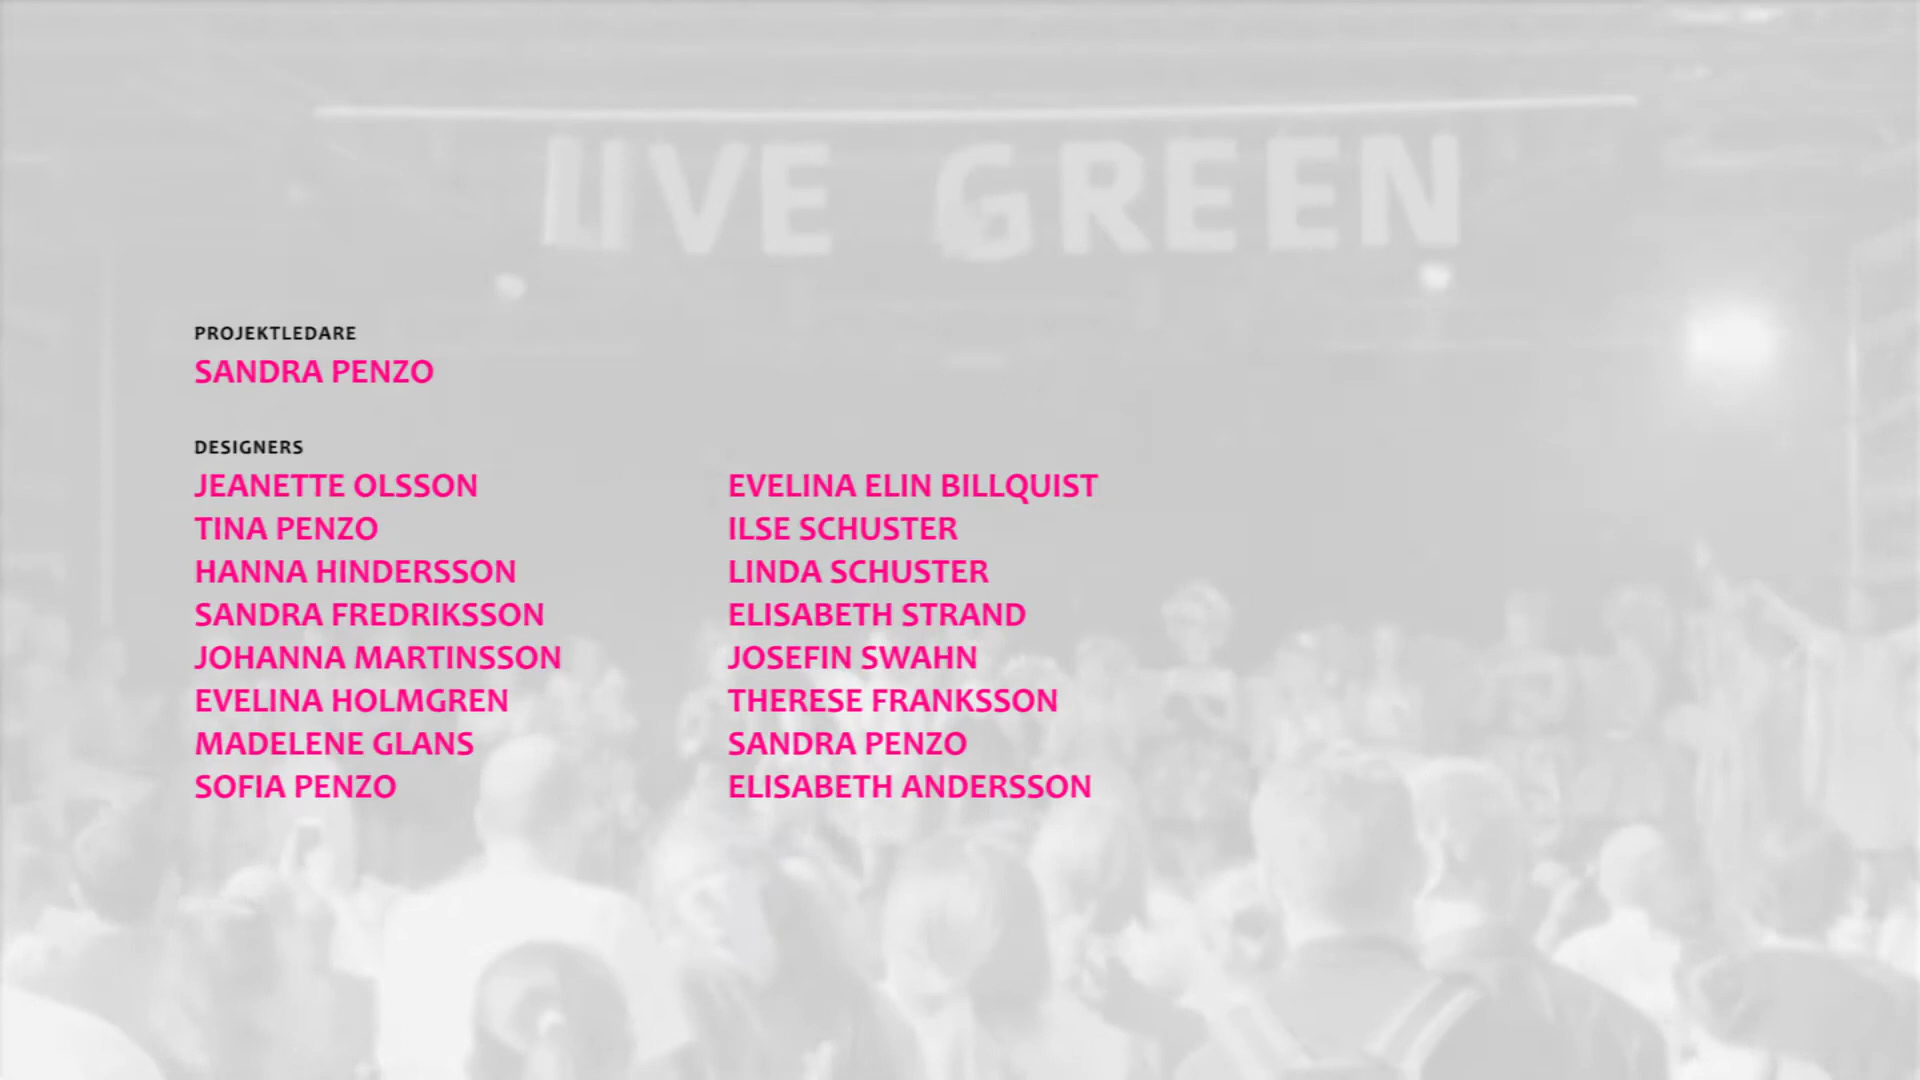 LIVE GREEN
PROJEKTLEDARE
SANDRA PENZO
DESIGNERS
JEANETTE OLSSON
TINA PENZO
HANNA HINDERSSON
SANDRA FREDRIKSSON
JOHANNA MARTINSSON
EVELINA HOLMGREN
MADELENE GLANS
SOFIA PENZO
EVELINA ELIN BILLQUIST
ILSE SCHUSTER
LINDA SCHUSTER
ELISABETH STRAND
JOSEFIN SWAHN
THERESE FRANKSSON
SANDRA PENZO
ELISABETH ANDERSSON